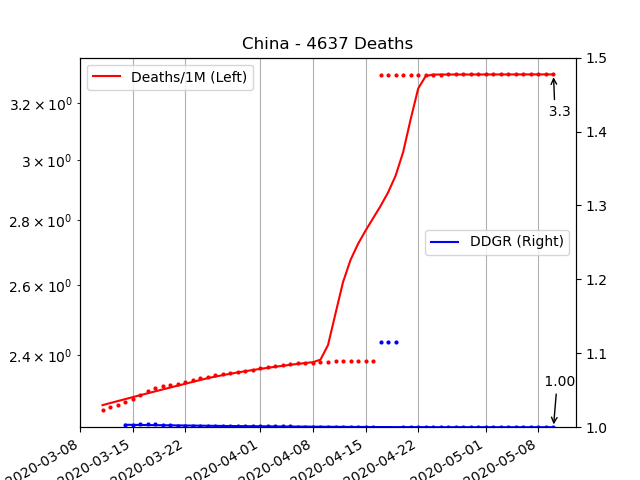 China - 4637 Deaths
Deaths/1M (Left)
DDGR (Right)
3.2 × 10⁰
3 × 10⁰
2.8 × 10⁰
2.6 × 10⁰
2.4 × 10⁰
1.5
1.4
1.3
1.2
1.1
1.0
3.3
1.00
2020-03-08
2020-03-15
2020-03-22
2020-04-01
2020-04-08
2020-04-15
2020-04-22
2020-05-01
2020-05-08